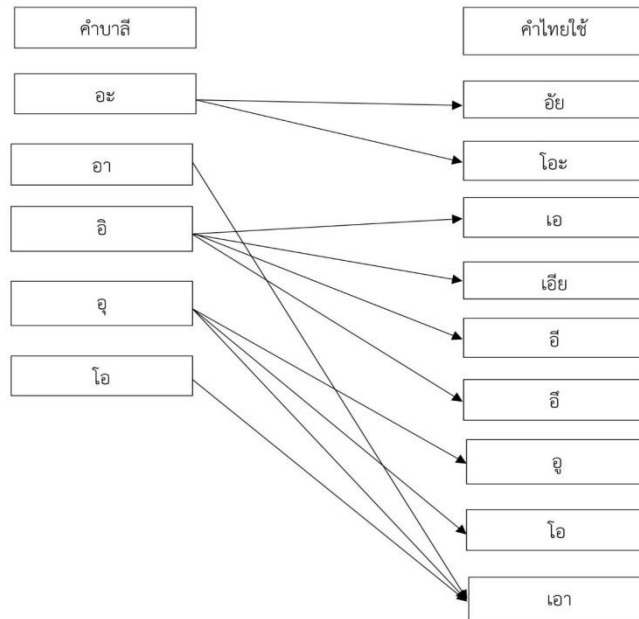 คำบาลี
คำไทยใช้
อะ
อัย
อา
โอะ
อิ
เอ
เอีย
อุ
อี
โอ
อึ
อู
โอ
เอา